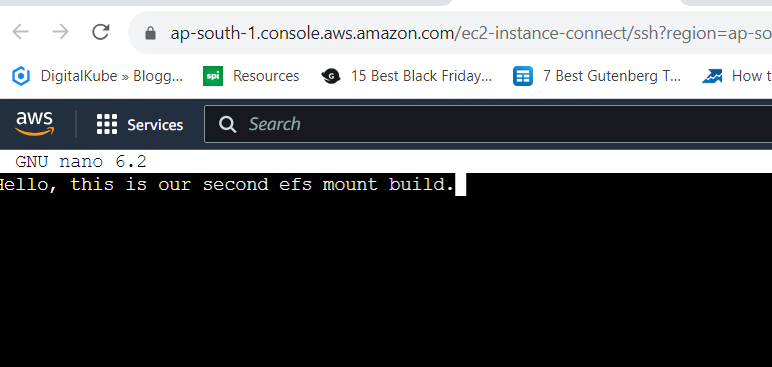 ap-south-1.console.aws.amazon.com/ec2-instance-connect/ssh?region=ap-so
DigitalKube » Blogg... spi Resources 15 Best Black Friday... 7 Best Gutenberg T... How t
aws Services Search
GNU nano 6.2
Hello, this is our second efs mount build.